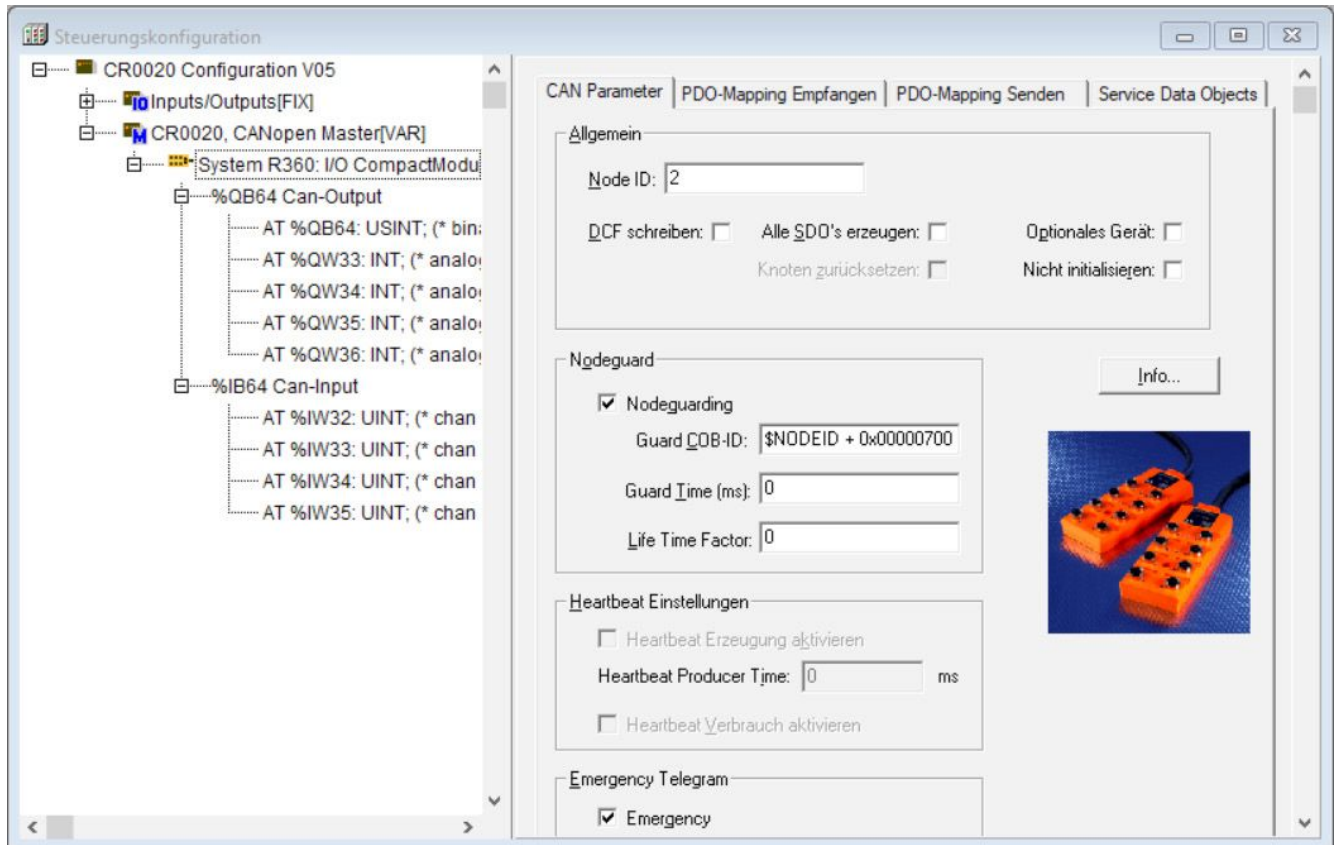 Steuerungskonfiguration
CR0020 Configuration V05
Inputs/Outputs[FIX]
CR0020, CANopen Master[VAR]
System R360: I/O CompactModu
%QB64 Can-Output
AT %QB64: USINT; (* bina
AT %QW33: INT; (* analog
AT %QW34: INT; (* analog
AT %QW35: INT; (* analog
AT %QW36: INT; (* analog
%IB64 Can-Input
AT %IW32: UINT; (* chan
AT %IW33: UINT; (* chan
AT %IW34: UINT; (* chan
AT %IW35: UINT; (* chan
CAN Parameter PDO-Mapping Empfangen PDO-Mapping Senden Service Data Objects
Allgemein
Node ID: 2
DCF schreiben: Alle SDO's erzeugen: Optionales Gerät:
Knoten zurücksetzen: Nicht initialisieren:
Nodeguard
Nodeguarding
Guard COB-ID: $NODEID + 0x00000700
Guard Time (ms): 0
Life Time Factor: 0
Info...
Heartbeat Einstellungen
Heartbeat Erzeugung aktivieren
Heartbeat Producer Time: 0 ms
Heartbeat Verbrauch aktivieren
Emergency Telegram
Emergency